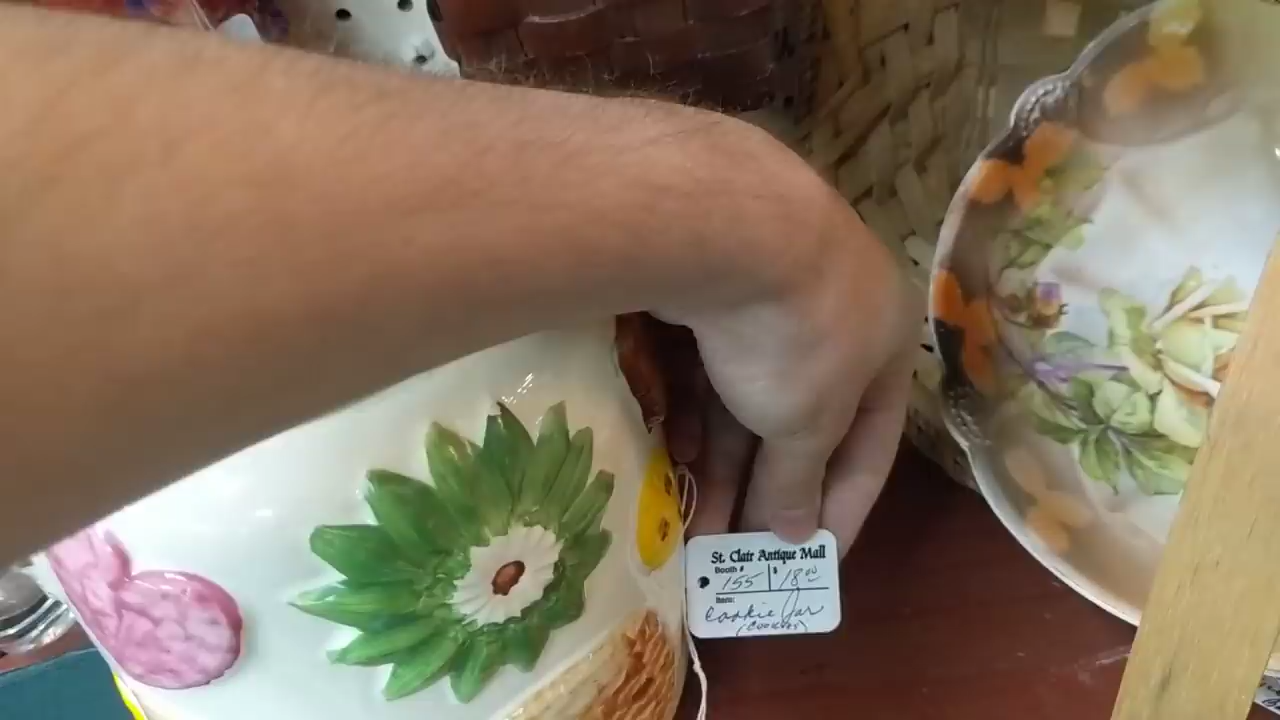 St. Clair Antique Mall
Booth # $
155 18.00
Item:
Cookie Jar
(Cookies)